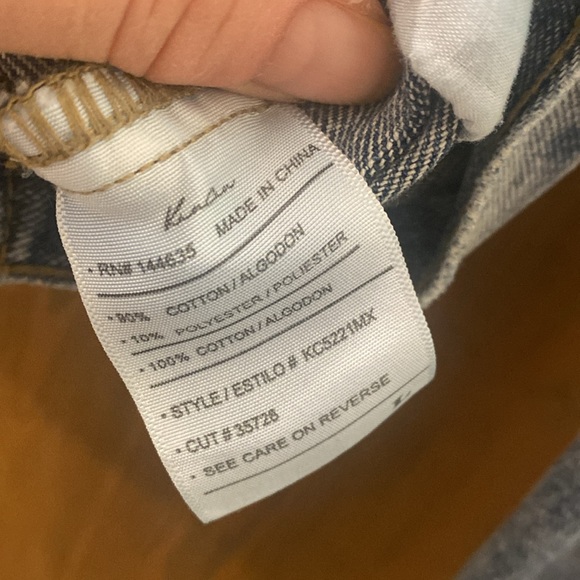 KanCan
MADE IN CHINA
• RN# 144635
• 90% COTTON / ALGODON
• 10% POLYESTER / POLIESTER
• 100% COTTON / ALGODON
• STYLE / ESTILO # KC5221MX
• CUT # 35726
• SEE CARE ON REVERSE